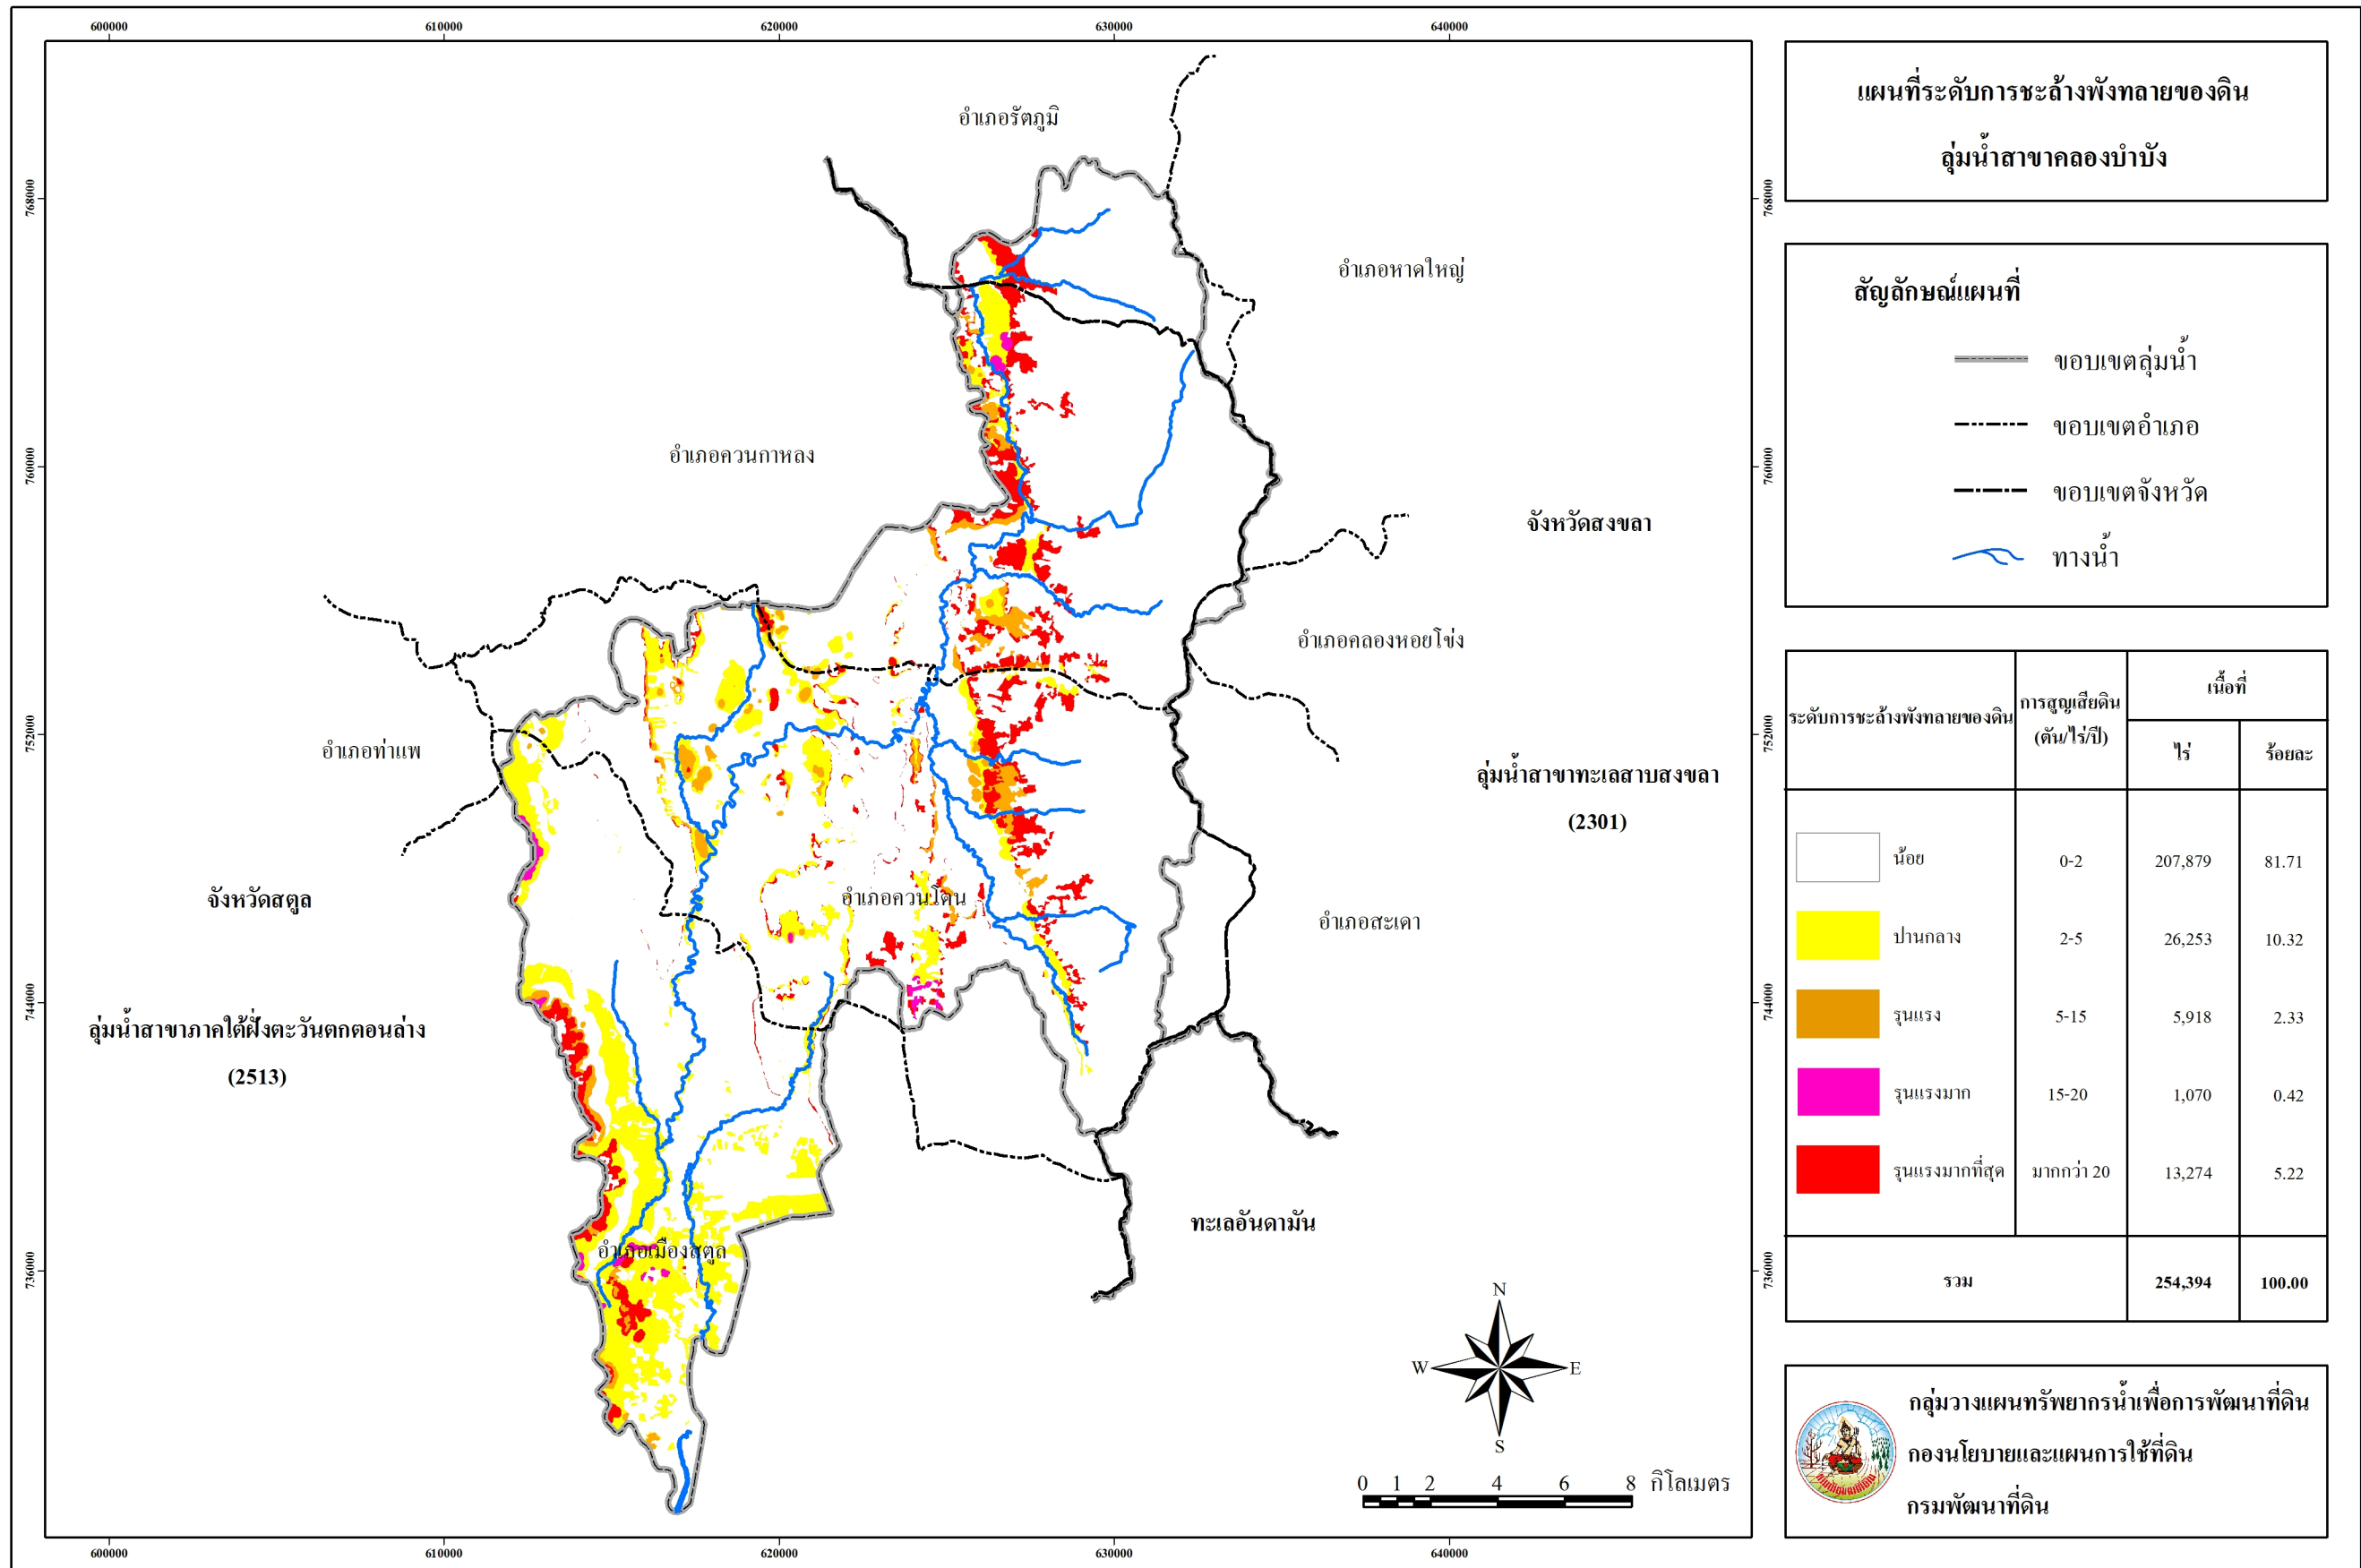 600000
610000
620000
630000
640000
768000
760000
752000
744000
736000
768000
760000
752000
744000
736000
600000
610000
620000
630000
640000
อำเภอรัตภูมิ
อำเภอหาดใหญ่
อำเภอควนกาหลง
จังหวัดสงขลา
อำเภอคลองหอยโข่ง
อำเภอท่าแพ
ลุ่มน้ำสาขาทะเลสาบสงขลา
(2301)
จังหวัดสตูล
อำเภอควนโดน
อำเภอสะเดา
ลุ่มน้ำสาขาภาคใต้ฝั่งตะวันตกตอนล่าง
(2513)
ทะเลอันดามัน
อำเภอเมืองสตูล
N
W
E
S
0 1 2 4 6 8 กิโลเมตร
แผนที่ระดับการชะล้างพังทลายของดิน
ลุ่มน้ำสาขาคลองบำบัง
สัญลักษณ์แผนที่
ขอบเขตลุ่มน้ำ
ขอบเขตอำเภอ
ขอบเขตจังหวัด
ทางน้ำ
ระดับการชะล้างพังทลายของดิน
การสูญเสียดิน
(ตัน/ไร่/ปี)
เนื้อที่
ไร่ ร้อยละ
น้อย 0-2 207,879 81.71
ปานกลาง 2-5 26,253 10.32
รุนแรง 5-15 5,918 2.33
รุนแรงมาก 15-20 1,070 0.42
รุนแรงมากที่สุด มากกว่า 20 13,274 5.22
รวม 254,394 100.00
กลุ่มวางแผนทรัพยากรน้ำเพื่อการพัฒนาที่ดิน
กองนโยบายและแผนการใช้ที่ดิน
กรมพัฒนาที่ดิน
กรมพัฒนาที่ดิน